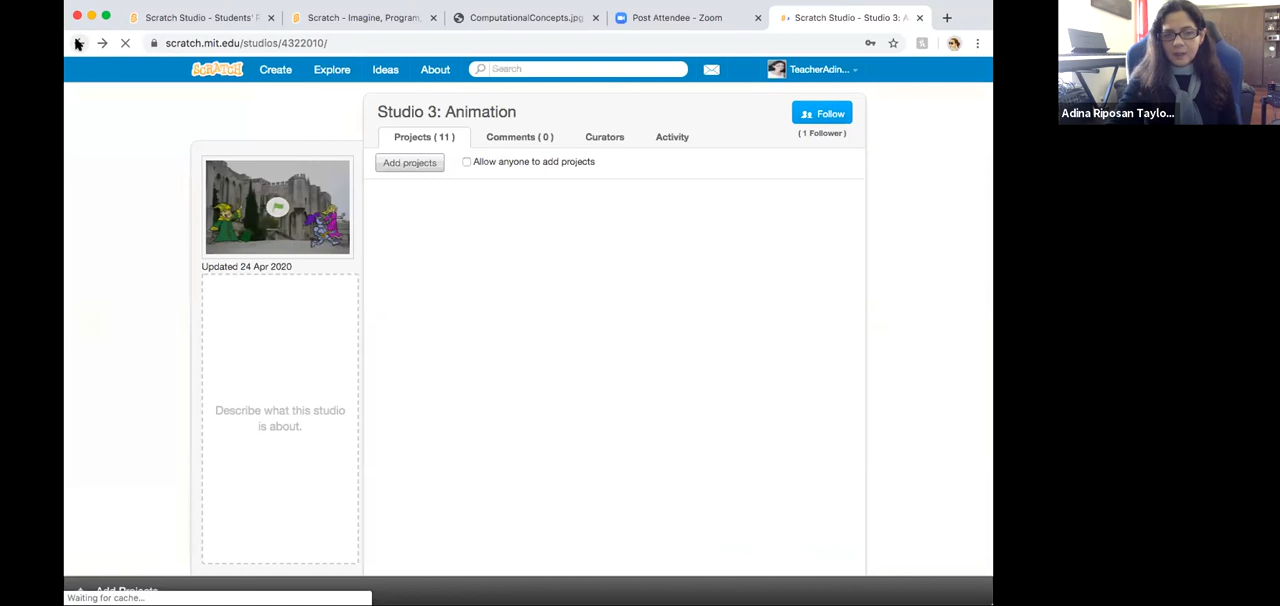 Scratch Studio - Students' R
Scratch - Imagine, Program,
ComputationalConcepts.jpg
Post Attendee - Zoom
Scratch Studio - Studio 3: A
scratch.mit.edu/studios/4322010/
SCRATCH
Create
Explore
Ideas
About
Search
TeacherAdin...
Studio 3: Animation
Follow
( 1 Follower )
Projects ( 11 )
Comments ( 0 )
Curators
Activity
Add projects
Allow anyone to add projects
Updated 24 Apr 2020
Describe what this studio
is about.
Add Projects
Waiting for cache...
Adina Riposan Taylo...